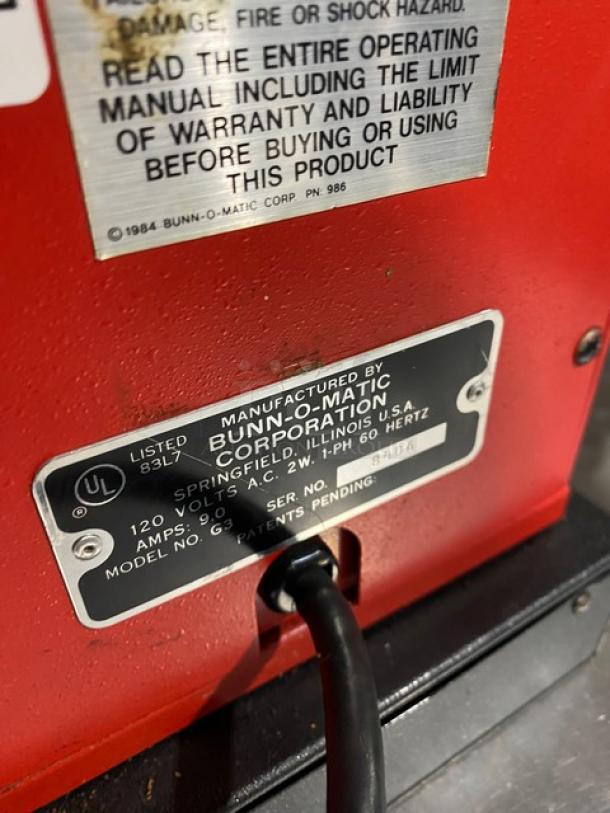 DAMAGE, FIRE OR SHOCK HAZARD.
READ THE ENTIRE OPERATING
MANUAL INCLUDING THE LIMIT
OF WARRANTY AND LIABILITY
BEFORE BUYING OR USING
THIS PRODUCT
©1984 BUNN-O-MATIC CORP PN: 986
MANUFACTURED BY
BUNN-O-MATIC
CORPORATION
SPRINGFIELD, ILLINOIS U.S.A.
UL
®
LISTED
83L7
120 VOLTS A.C. 2W. 1-PH 60 HERTZ
AMPS: 9.0
SER. NO.
MODEL NO. G3
PATENTS PENDING: